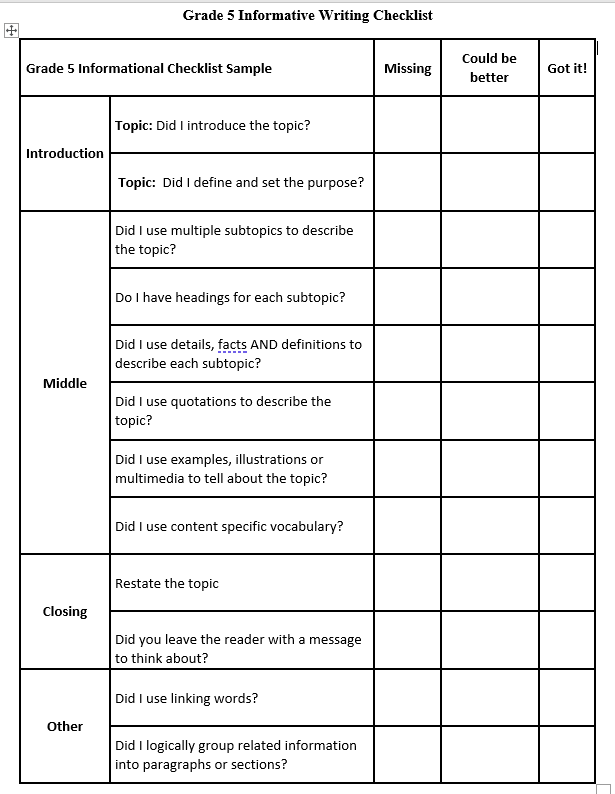 Grade 5 Informative Writing Checklist
Grade 5 Informational Checklist Sample
Missing
Could be
better
Got it!
Introduction
Topic: Did I introduce the topic?
Topic: Did I define and set the purpose?
Middle
Did I use multiple subtopics to describe
the topic?
Do I have headings for each subtopic?
Did I use details, facts AND definitions to
describe each subtopic?
Did I use quotations to describe the
topic?
Did I use examples, illustrations or
multimedia to tell about the topic?
Did I use content specific vocabulary?
Closing
Restate the topic
Did you leave the reader with a message
to think about?
Other
Did I use linking words?
Did I logically group related information
into paragraphs or sections?